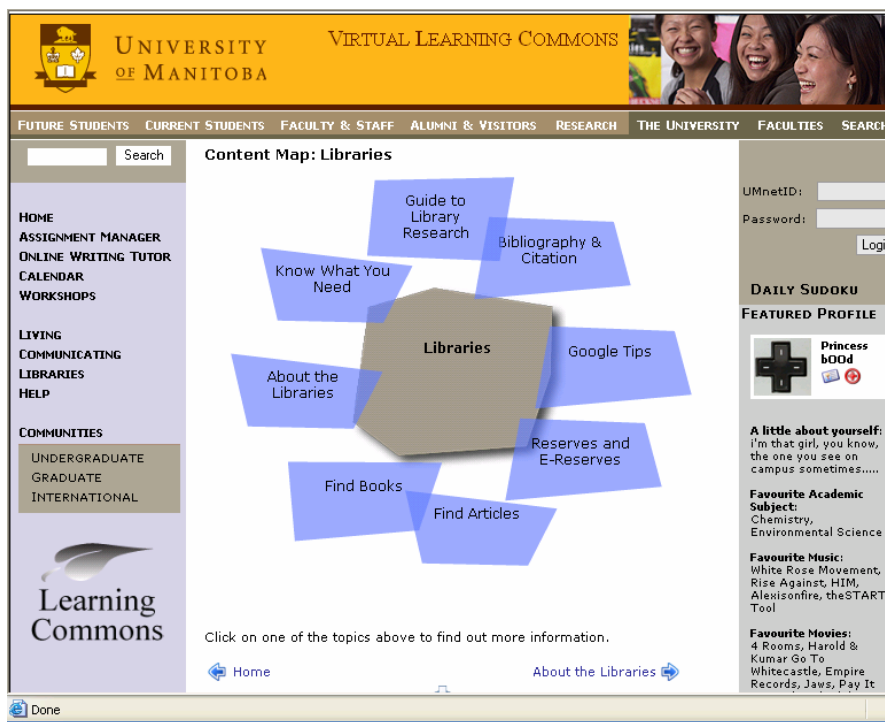 UNIVERSITY
OF MANITOBA
VIRTUAL LEARNING COMMONS
FUTURE STUDENTS CURRENT STUDENTS FACULTY & STAFF ALUMNI & VISITORS RESEARCH THE UNIVERSITY FACULTIES SEARCH
Search
HOME
ASSIGNMENT MANAGER
ONLINE WRITING TUTOR
CALENDAR
WORKSHOPS
LIVING
COMMUNICATING
LIBRARIES
HELP
COMMUNITIES
UNDERGRADUATE
GRADUATE
INTERNATIONAL
Learning
Commons
Content Map: Libraries
Guide to
Library
Research
Bibliography &
Citation
Know What You
Need
Libraries
Google Tips
About the
Libraries
Reserves and
E-Reserves
Find Books
Find Articles
Click on one of the topics above to find out more information.
Home
About the Libraries
UMnetID:
Password:
Logi
DAILY SUDOKU
FEATURED PROFILE
Princess
bOOd
A little about yourself:
i'm that girl, you know,
the one you see on
campus sometimes.....
Favourite Academic
Subject:
Chemistry,
Environmental Science
Favourite Music:
White Rose Movement,
Rise Against, HIM,
Alexisonfire, theSTART
Tool
Favourite Movies:
4 Rooms, Harold &
Kumar Go To
Whitecastle, Empire
Records, Jaws, Pay It
Done